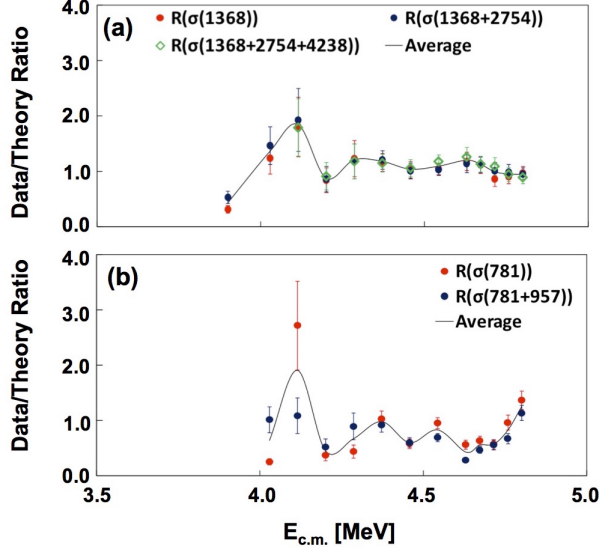 (a)
R(σ(1368)) R(σ(1368+2754))
R(σ(1368+2754+4238)) Average
Data/Theory Ratio
4.0
3.0
2.0
1.0
0.0
(b)
R(σ(781))
R(σ(781+957))
Average
Data/Theory Ratio
4.0
3.0
2.0
1.0
0.0
3.5 4.0 4.5 5.0
E_c.m. [MeV]